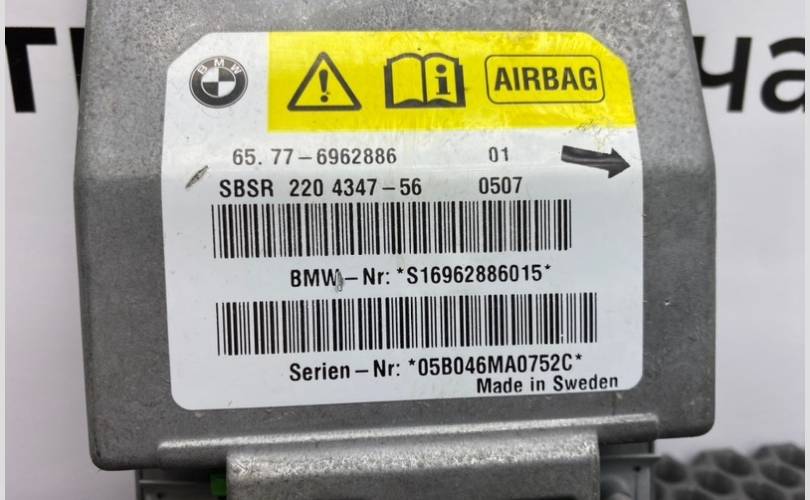 BMW AIRBAG
65. 77-6962886 01
SBSR 220 4347-56 0507
BMW-Nr: *S16962886015*
Serien-Nr: *05B046MA0752C*
Made in Sweden